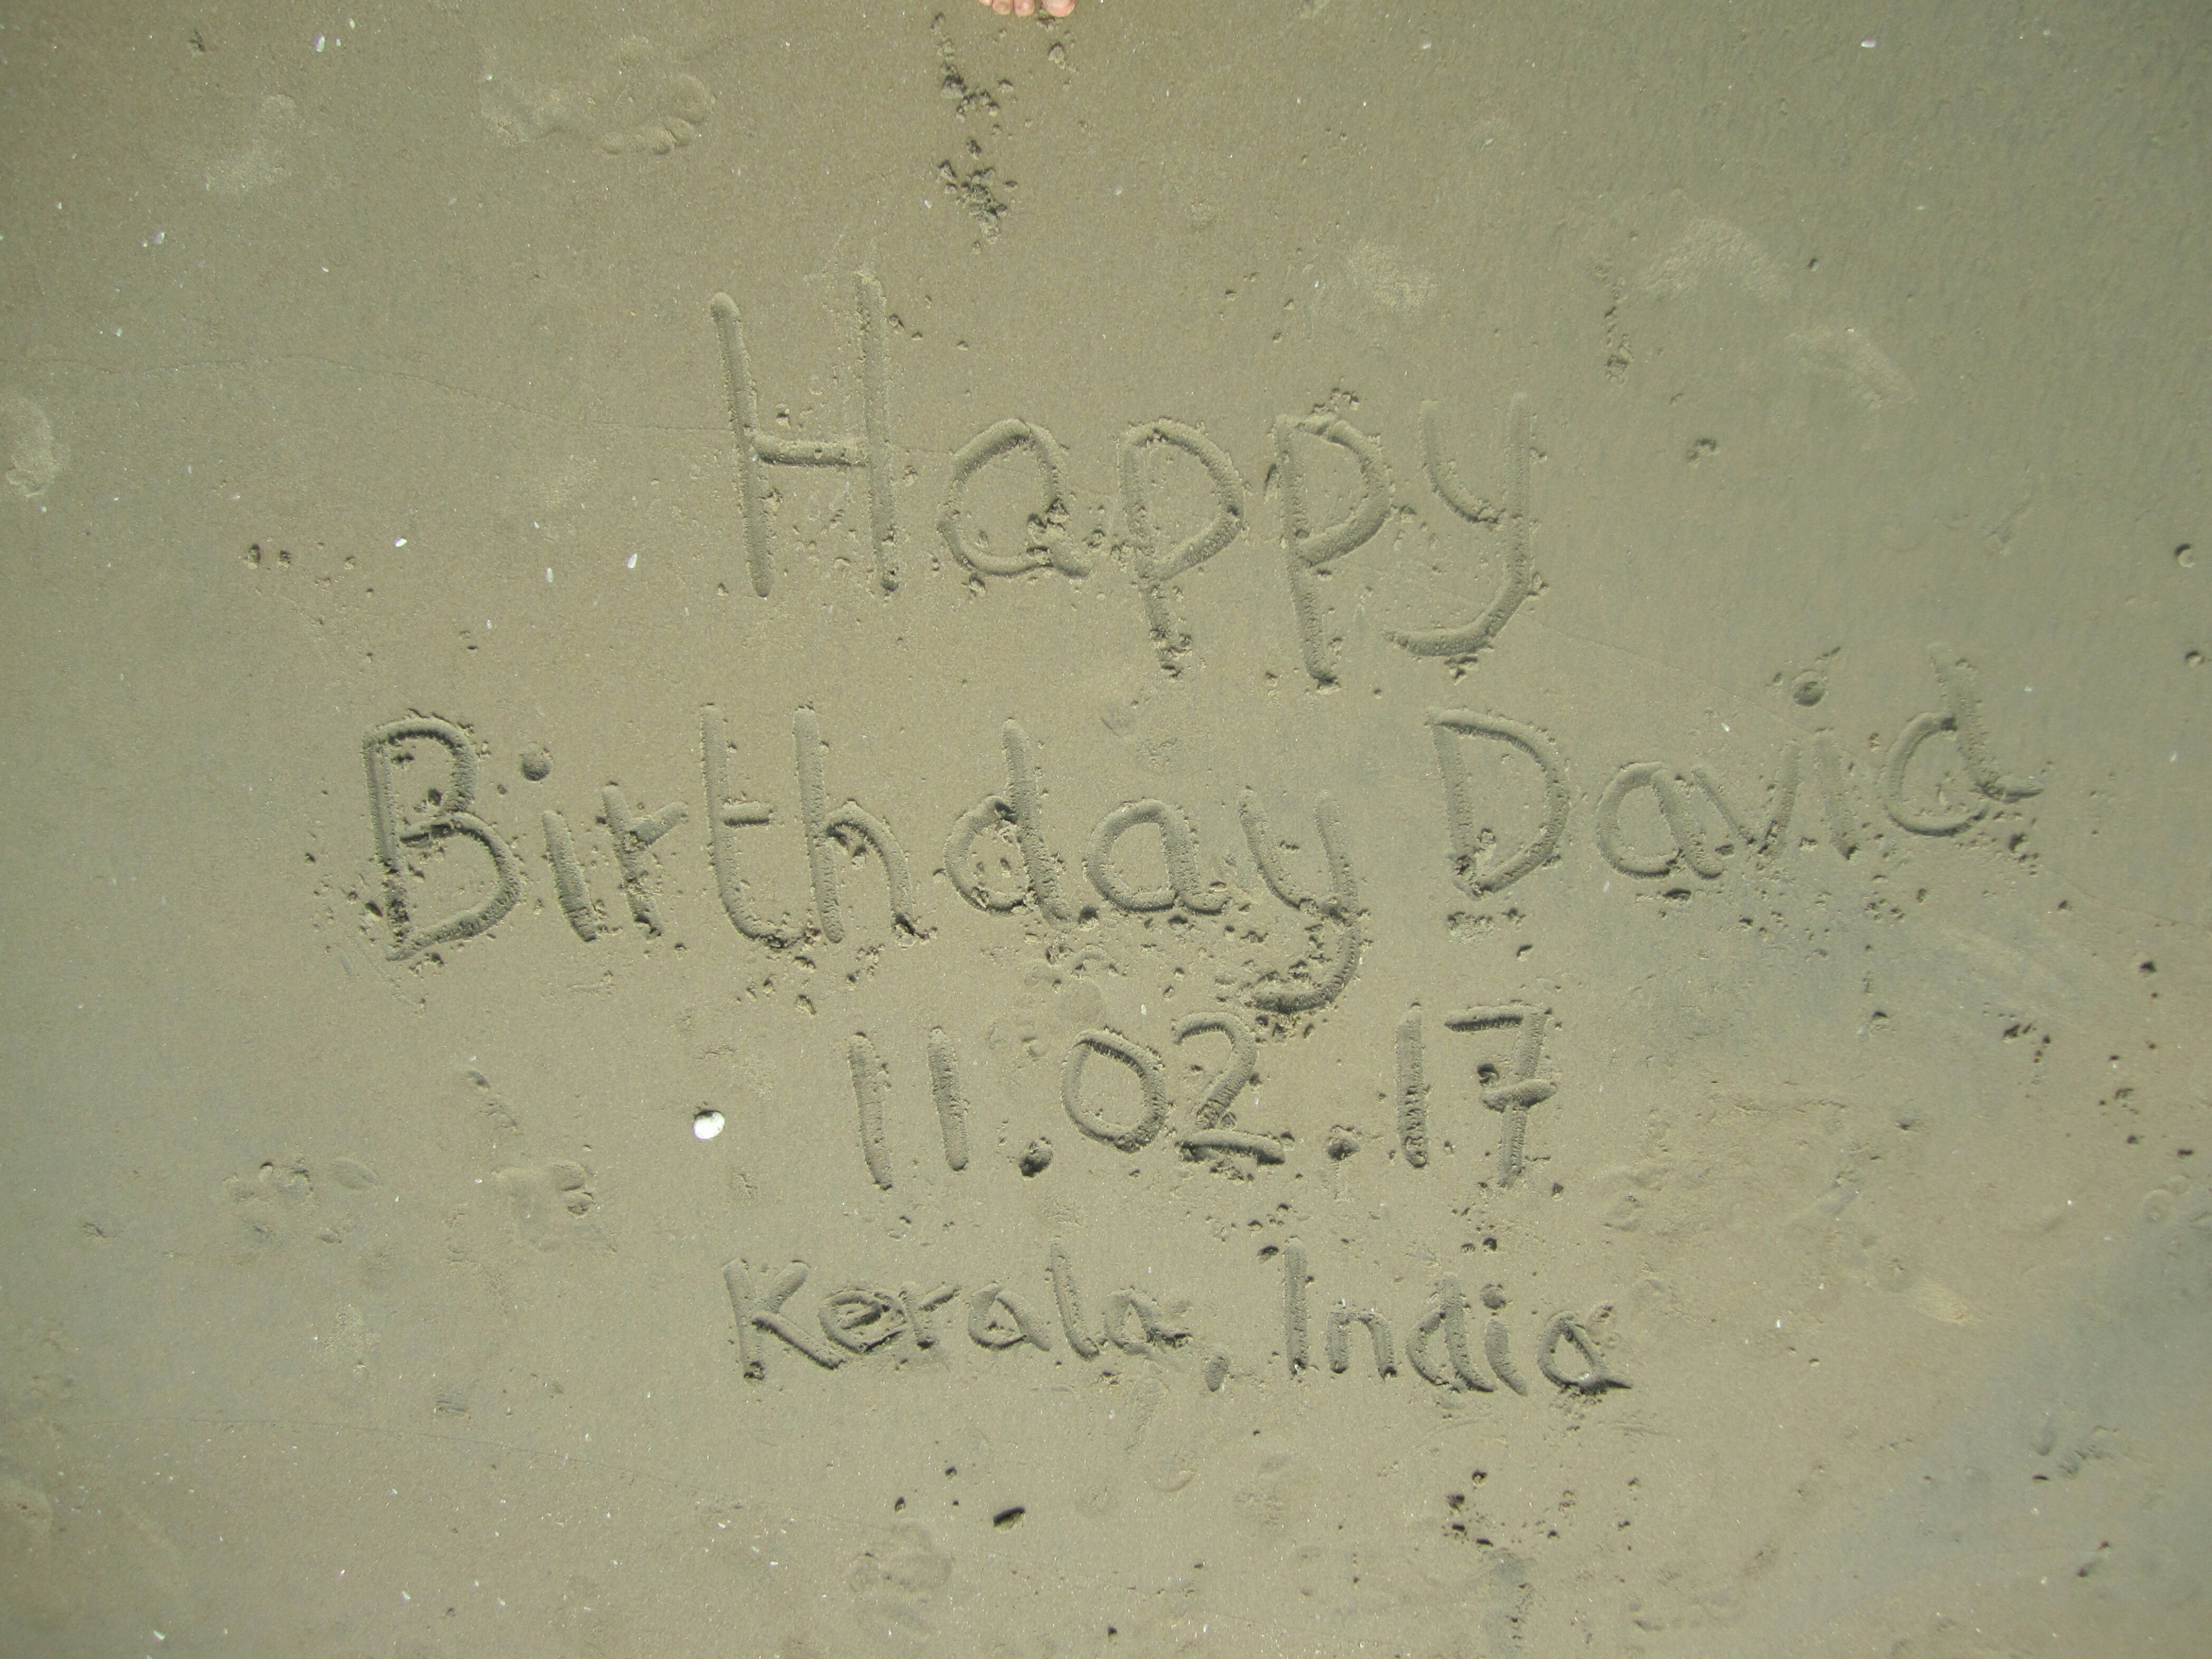 Happy
Birthday David
11.02.17
Kerala, India